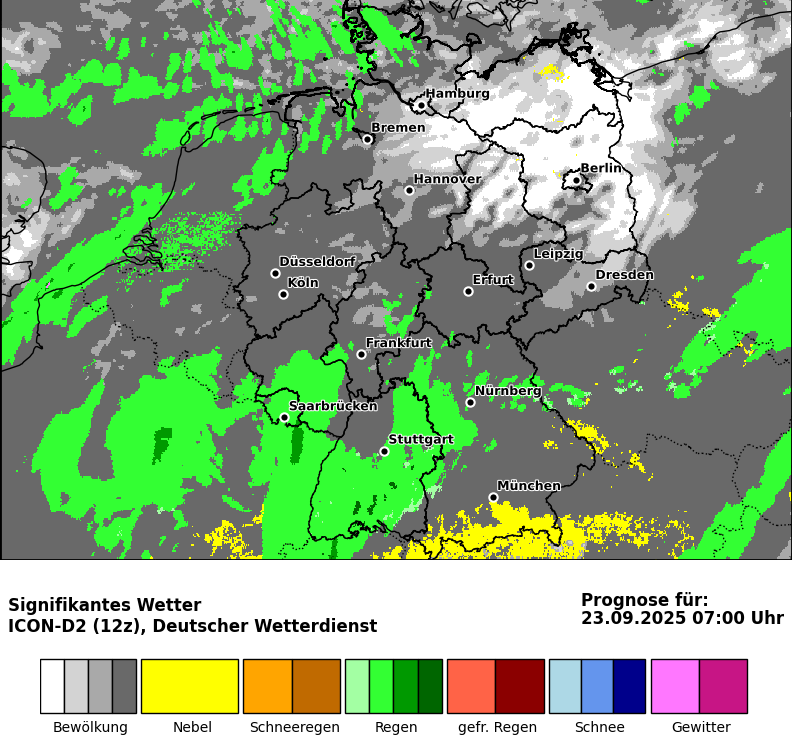 Hamburg
Bremen
Berlin
Hannover
Düsseldorf
Leipzig
Köln
Erfurt
Dresden
Frankfurt
Nürnberg
Saarbrücken
Stuttgart
München
Signifikantes Wetter
ICON-D2 (12z), Deutscher Wetterdienst
Prognose für:
23.09.2025 07:00 Uhr
Bewölkung
Nebel
Schneeregen
Regen
gefr. Regen
Schnee
Gewitter